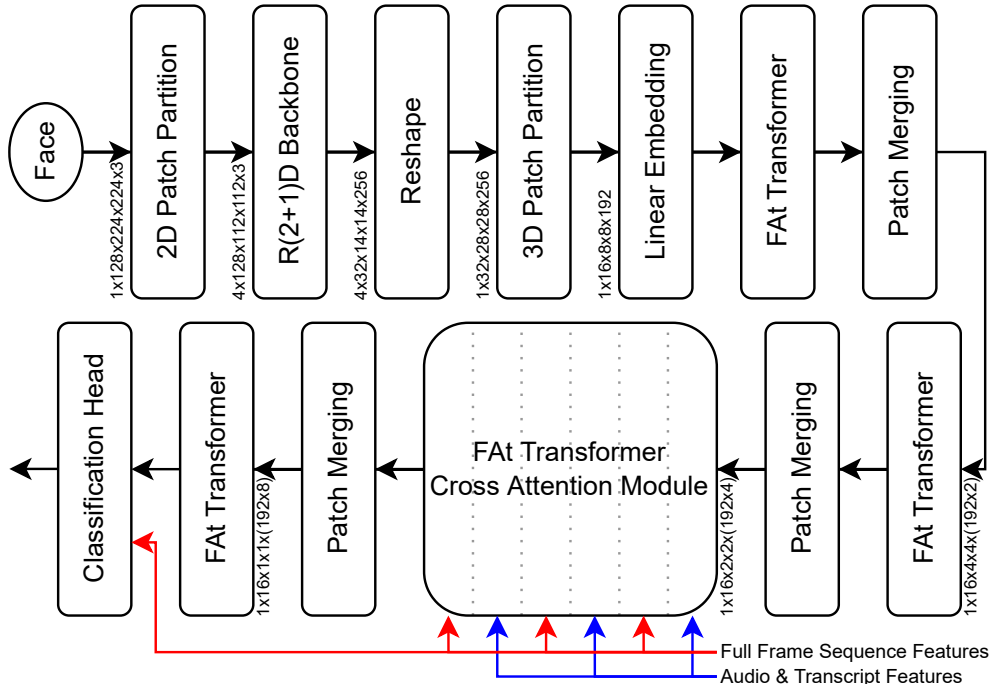 Face
1x128x224x224x3
2D Patch Partition
4x128x112x112x3
R(2+1)D Backbone
4x32x14x14x256
Reshape
1x32x28x28x256
3D Patch Partition
1x16x8x8x192
Linear Embedding
FAt Transformer
Patch Merging
1x16x4x4x(192x2)
FAt Transformer
Patch Merging
1x16x2x2x(192x4)
FAt Transformer
Cross Attention Module
Patch Merging
1x16x1x1x(192x8)
FAt Transformer
Classification Head
Full Frame Sequence Features
Audio & Transcript Features